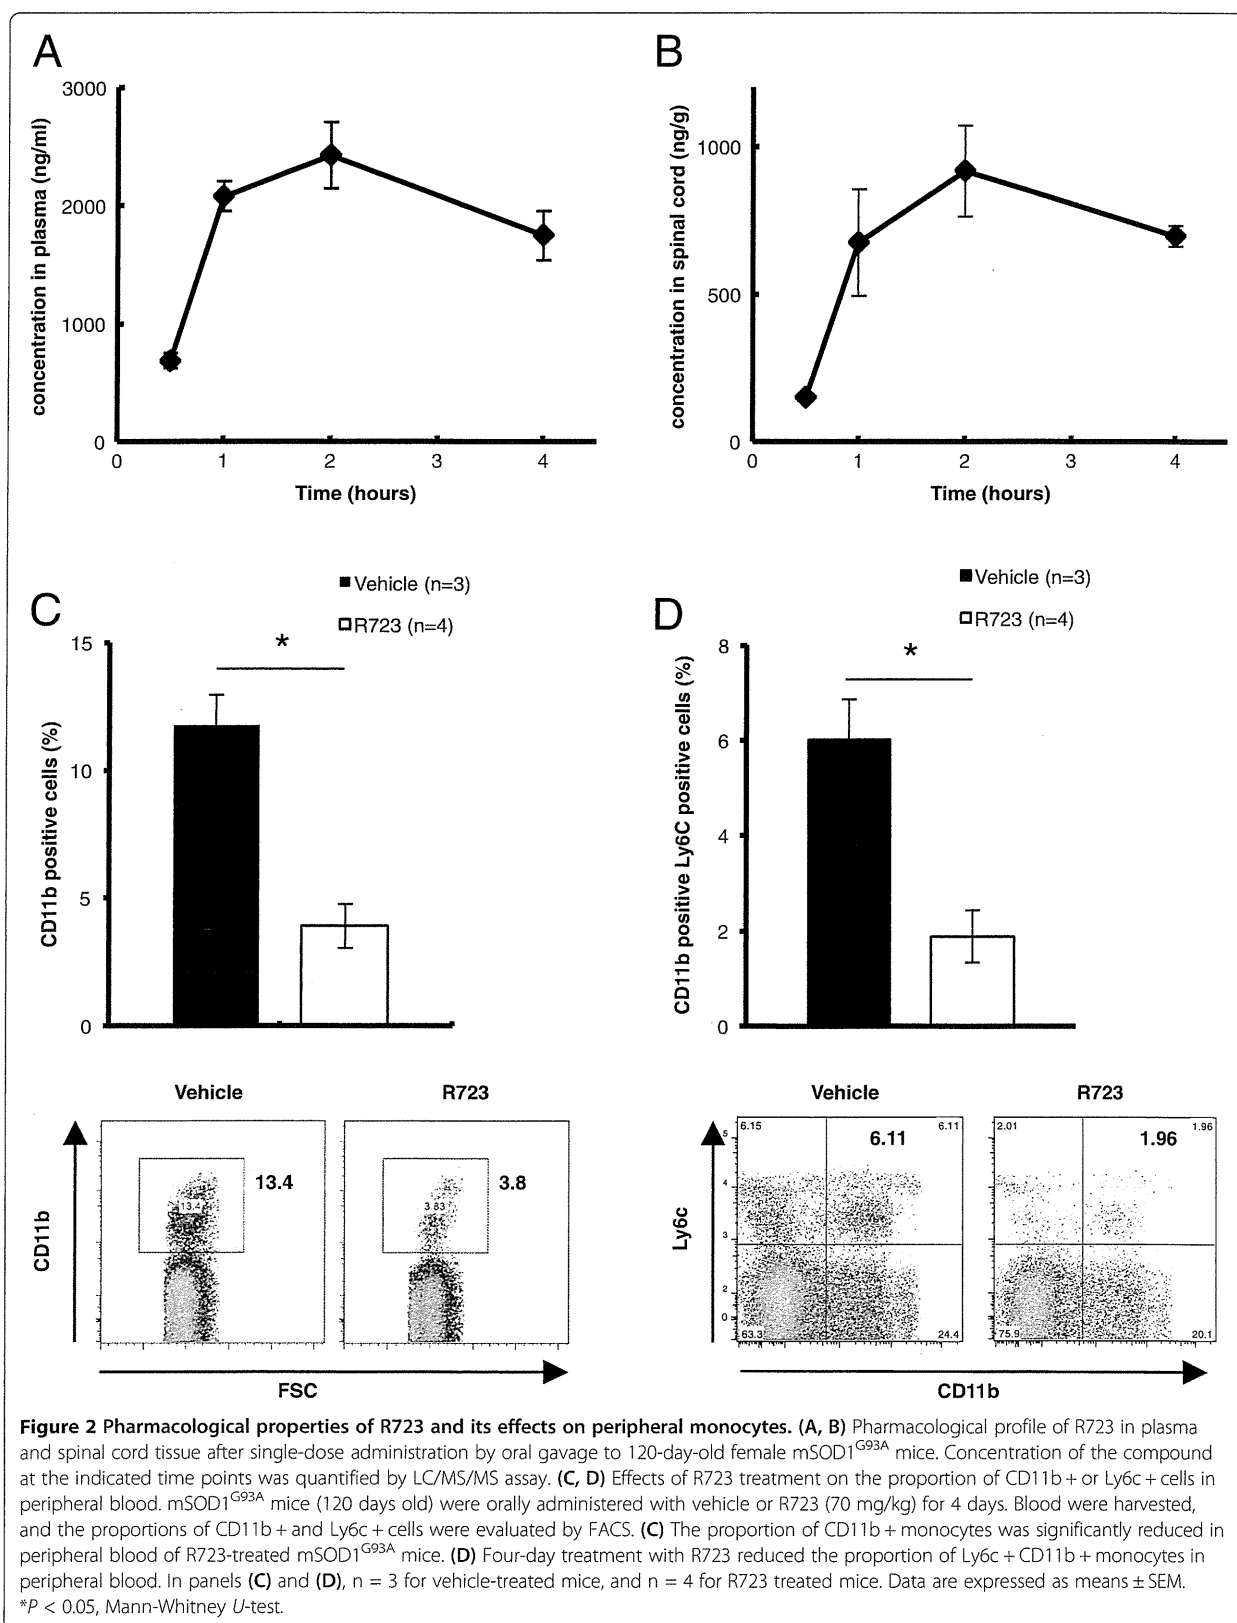 A
3000
2000
1000
0
concentration in plasma (ng/ml)
0 1 2 3 4
Time (hours)
B
1000
500
0
concentration in spinal cord (ng/g)
0 1 2 3 4
Time (hours)
C
■ Vehicle (n=3)
□ R723 (n=4)
15
10
5
0
CD11b positive cells (%)
*
D
■ Vehicle (n=3)
□ R723 (n=4)
8
6
4
2
0
CD11b positive Ly6C positive cells (%)
*
Vehicle R723
CD11b
13.4
13.4
3.8
3.83
FSC
Vehicle R723
Ly6c
6.15 6.11 6.11
5
4
3
2
0
63.3 24.4
2.01 1.96 1.96
75.9 20.1
CD11b
Figure 2 Pharmacological properties of R723 and its effects on peripheral monocytes. (A, B) Pharmacological profile of R723 in plasma
and spinal cord tissue after single-dose administration by oral gavage to 120-day-old female mSOD1G93A mice. Concentration of the compound
at the indicated time points was quantified by LC/MS/MS assay. (C, D) Effects of R723 treatment on the proportion of CD11b + or Ly6c + cells in
peripheral blood. mSOD1G93A mice (120 days old) were orally administered with vehicle or R723 (70 mg/kg) for 4 days. Blood were harvested,
and the proportions of CD11b + and Ly6c + cells were evaluated by FACS. (C) The proportion of CD11b + monocytes was significantly reduced in
peripheral blood of R723-treated mSOD1G93A mice. (D) Four-day treatment with R723 reduced the proportion of Ly6c + CD11b + monocytes in
peripheral blood. In panels (C) and (D), n = 3 for vehicle-treated mice, and n = 4 for R723 treated mice. Data are expressed as means ± SEM.
*P < 0.05, Mann-Whitney U-test.